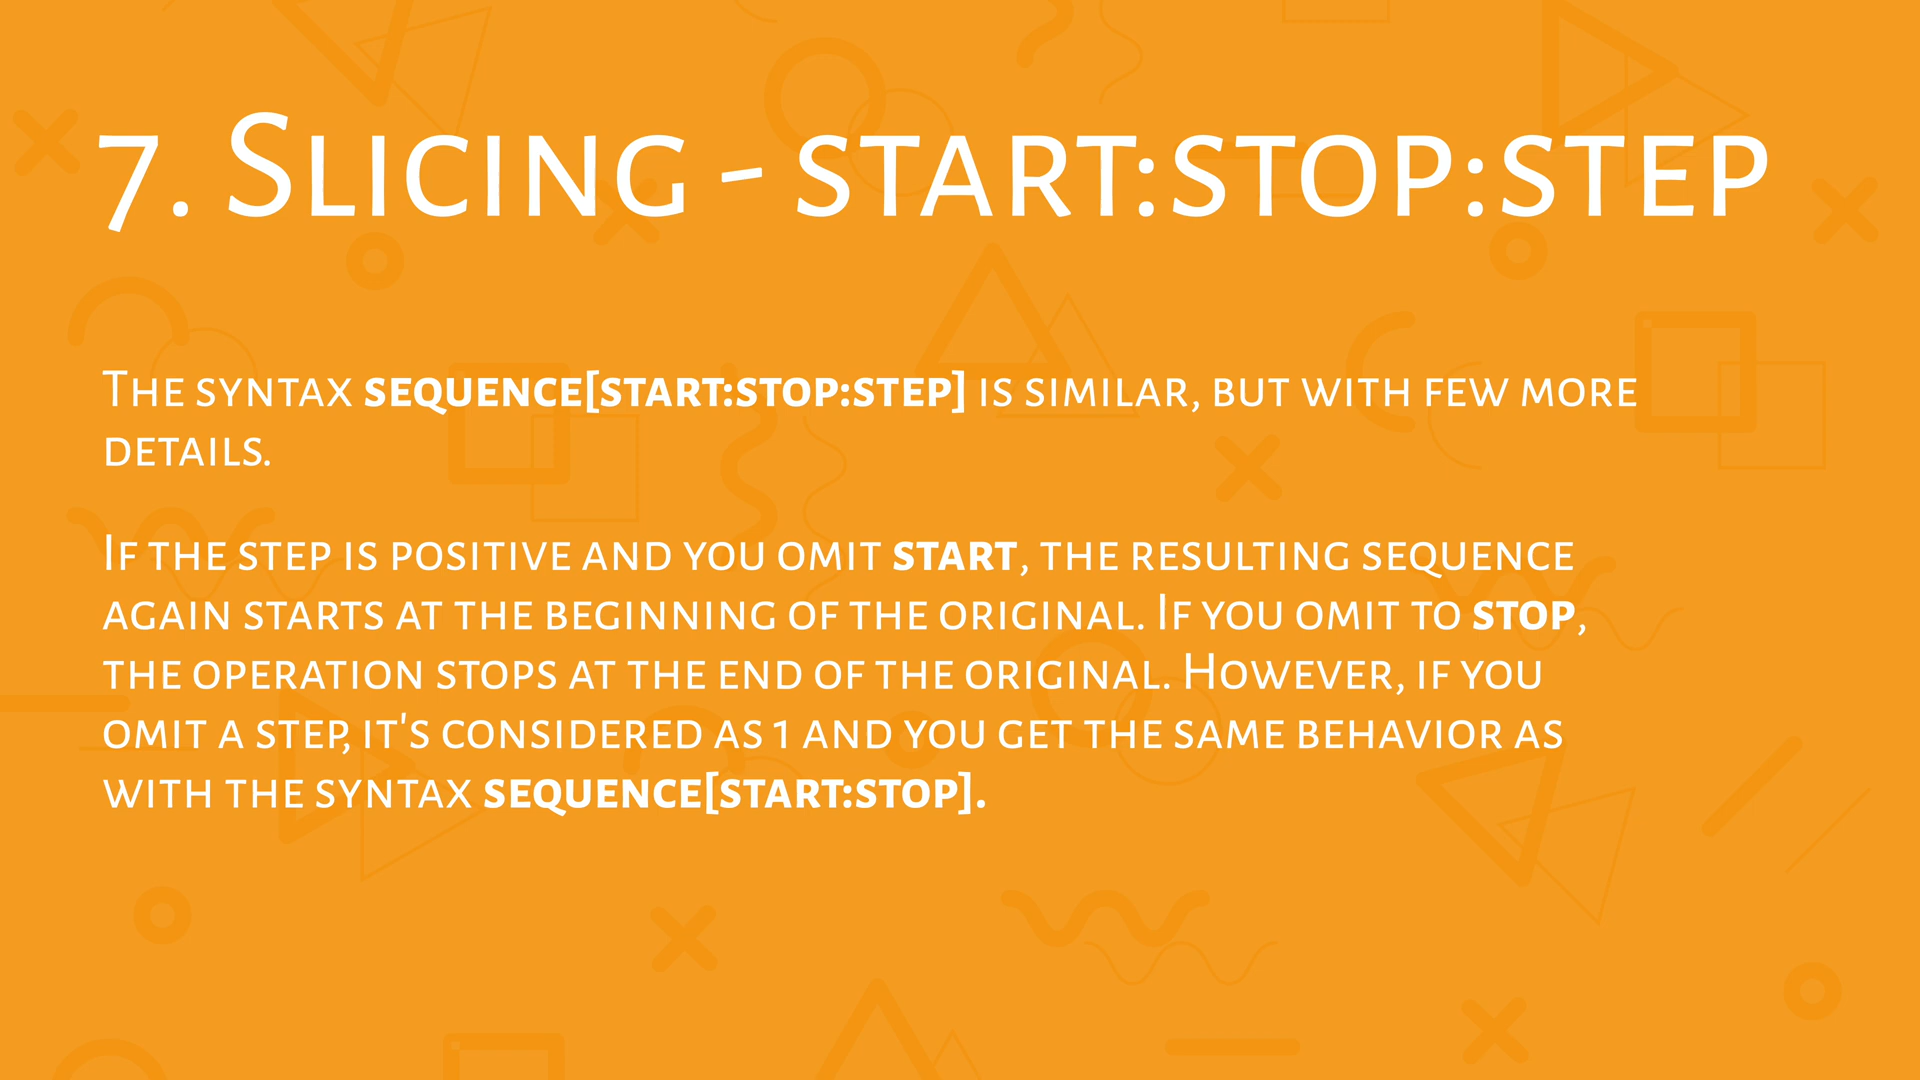 7. Slicing - start:stop:step
The syntax sequence[start:stop:step] is similar, but with few more
details.
If the step is positive and you omit start, the resulting sequence
again starts at the beginning of the original. If you omit to stop,
the operation stops at the end of the original. However, if you
omit a step, it's considered as 1 and you get the same behavior as
with the syntax sequence[start:stop].